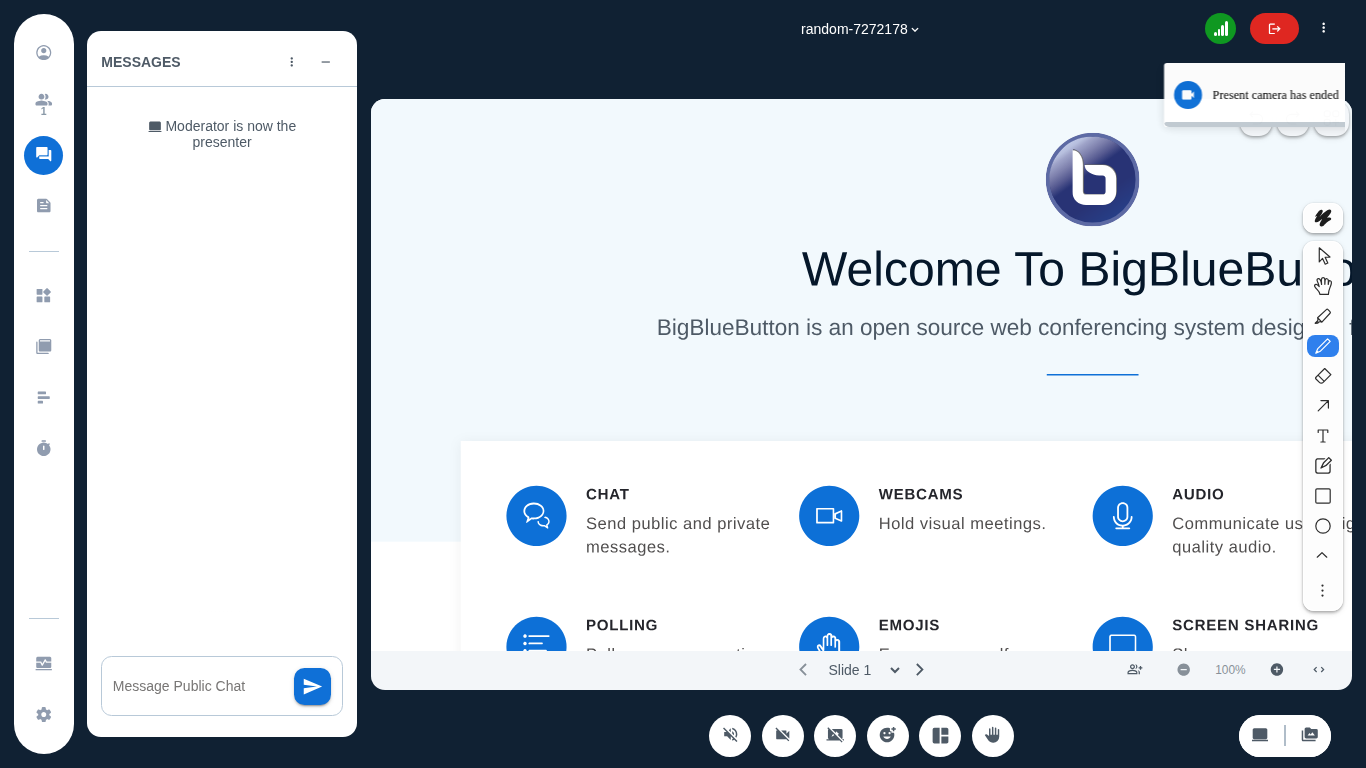 random-7272178
MESSAGES
1
Moderator is now the
presenter
Present camera has ended
Welcome To BigBlueBu
BigBlueButton is an open source web conferencing system
CHAT
Send public and private
messages.
WEBCAMS
Hold visual meetings.
AUDIO
Communicate
quality audio.
POLLING
EMOJIS
SCREEN SHARING
Message Public Chat
Slide 1
100%